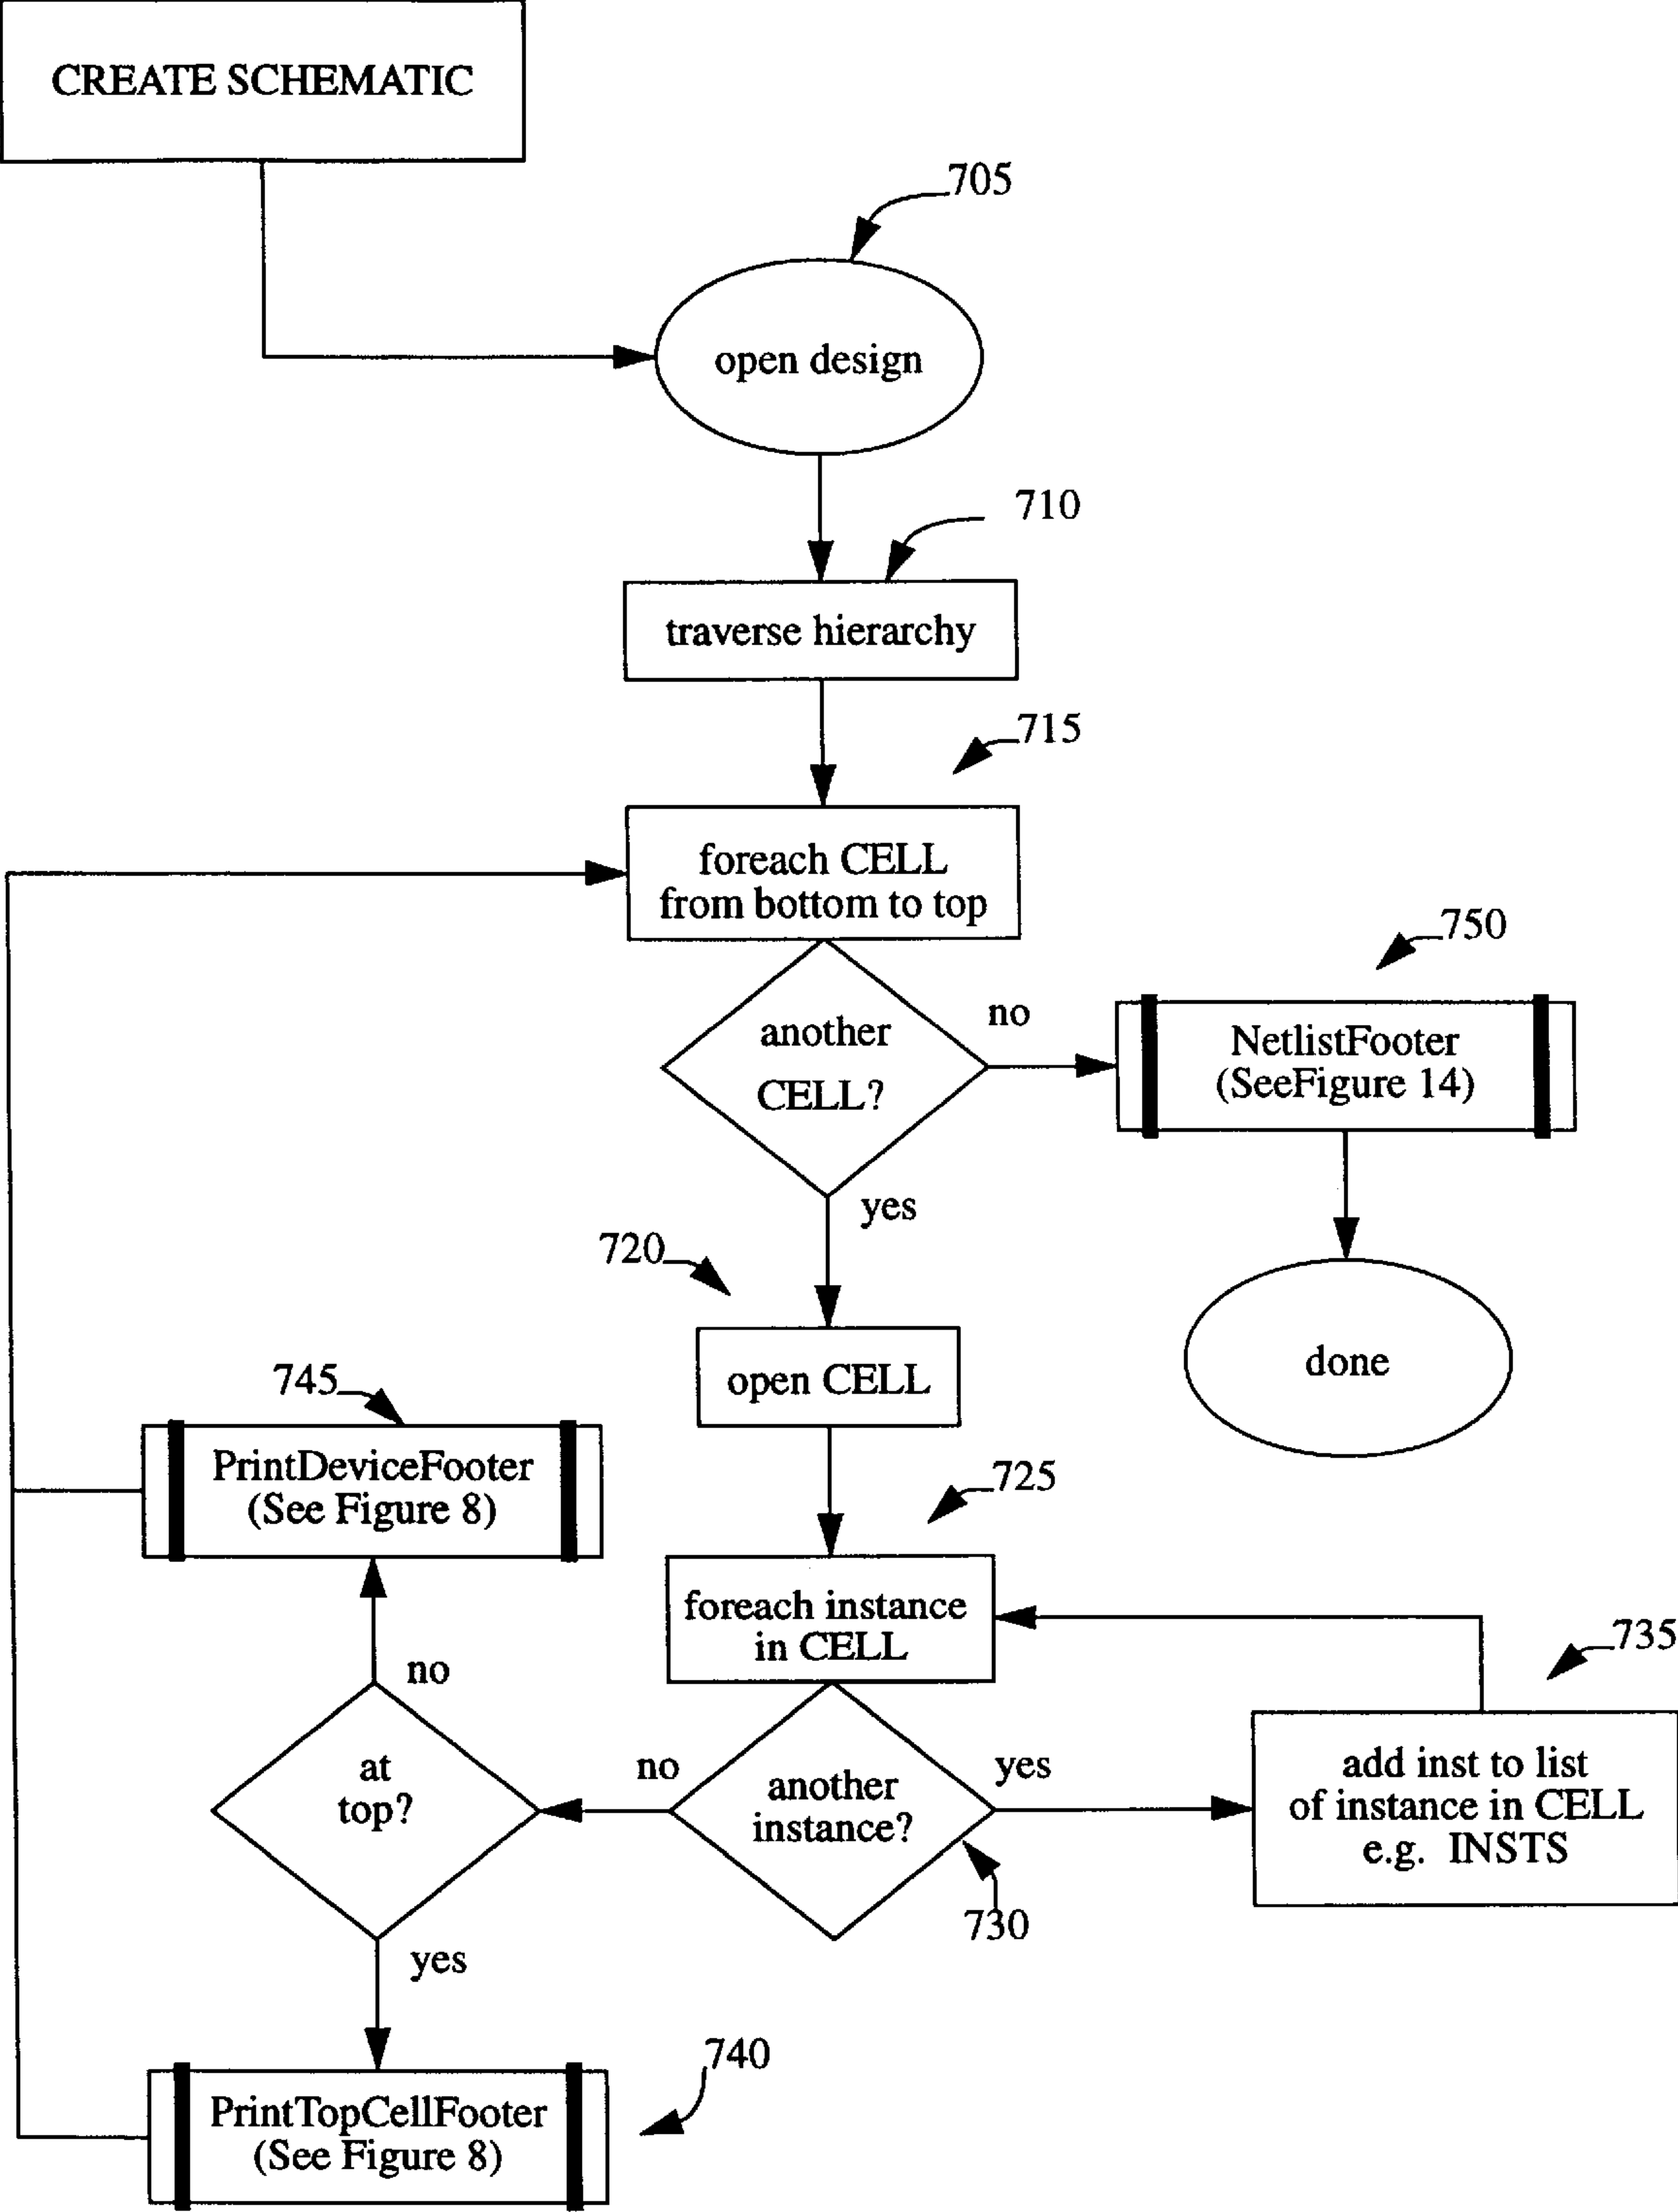 CREATE SCHEMATIC
705
open design
710
traverse hierarchy
715
foreach CELL
from bottom to top
750
another
CELL?
no
NetlistFooter
(SeeFigure 14)
yes
720
open CELL
done
745
PrintDeviceFooter
(See Figure 8)
725
foreach instance
in CELL
735
no
at
top?
no
another
instance?
yes
add inst to list
of instance in CELL
e.g. INSTS
730
yes
740
PrintTopCellFooter
(See Figure 8)